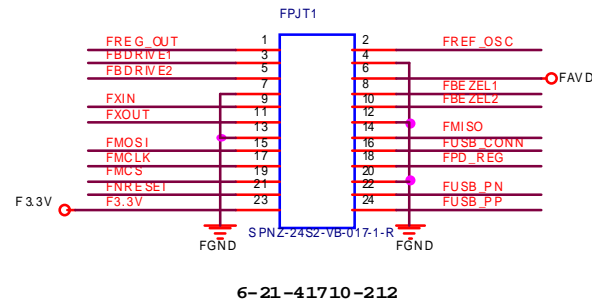 FPJT1
FREG_OUT 1 2 FREF_OSC
FBDRIVE1 3 4
FBDRIVE2 5 6 FAVD
7 8 FBEZEL1
FXIN 9 10 FBEZEL2
FXOUT 11 12
13 14 FMISO
FMOSI 15 16 FUSB_CONN
FMCLK 17 18 FPD_REG
FMCS 19 20
FNRESET 21 22 FUSB_PN
F3.3V F3.3V 23 24 FUSB_PP
SPNZ-24S2-VB-017-1-R
FGND FGND
6-21-41710-212